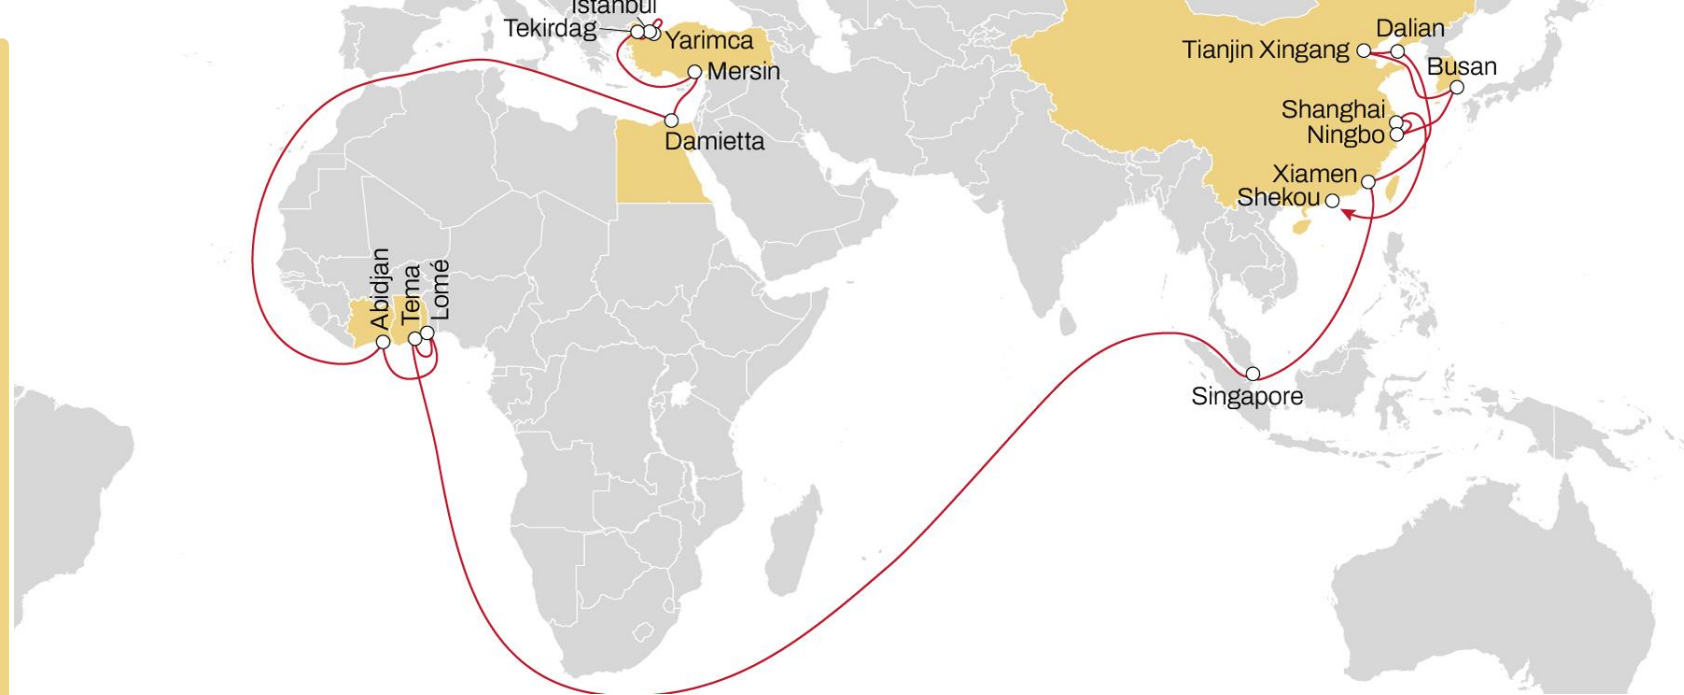 Istanbul
Tekirdag
Yarimca
Mersin
Damietta
Abidjan
Tema
Lomé
Dalian
Tianjin Xingang
Busan
Shanghai
Ningbo
Xiamen
Shekou
Singapore